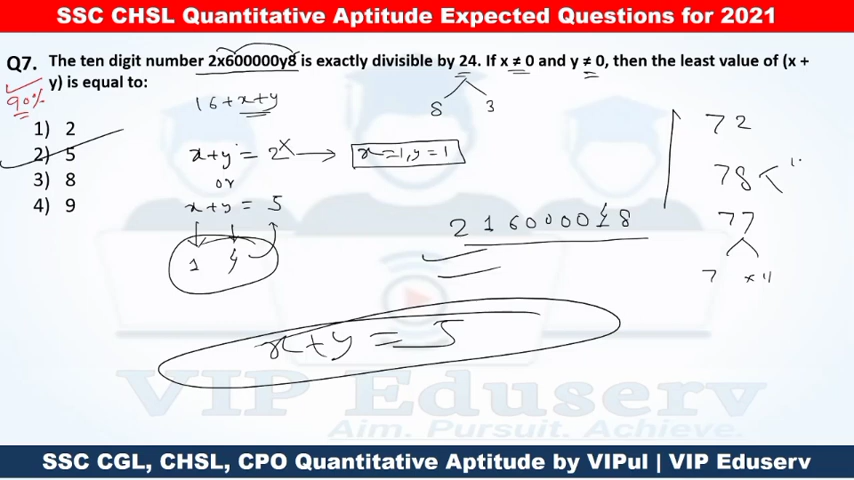 SSC CHSL Quantitative Aptitude Expected Questions for 2021
Q7. The ten digit number 2x600000y8 is exactly divisible by 24. If x ≠ 0 and y ≠ 0, then the least value of (x +
y) is equal to:
90%
16+x+y
8 3
1) 2
2) 5
3) 8
4) 9
x+y = 2
x=1, y=1
or
x+y = 5
1 4
72
78
77
7 x 11
x+y = 5
VIP Eduserv
Aim. Pursuit. Achieve.
SSC CGL, CHSL, CPO Quantitative Aptitude by VIPul | VIP Eduserv